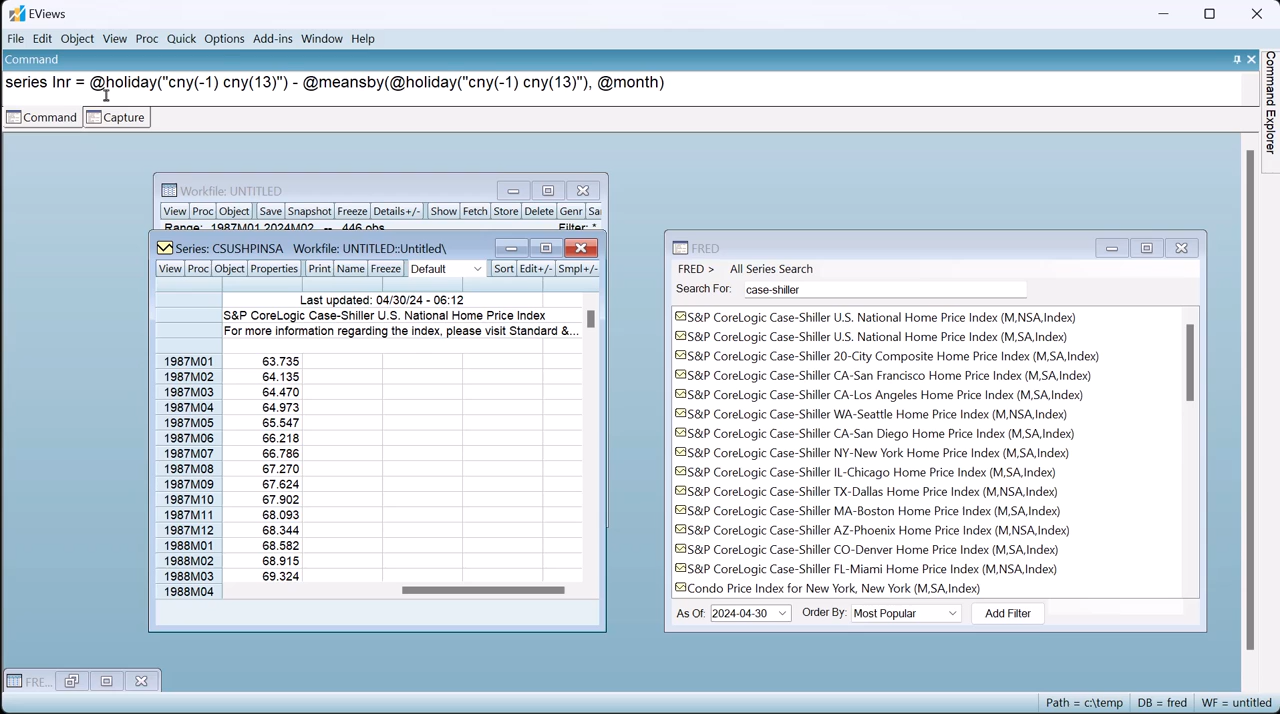 EViews
File Edit Object View Proc Quick Options Add-ins Window Help
Command
series lnr = @holiday("cny(-1) cny(13)") - @meansby(@holiday("cny(-1) cny(13)"), @month)
Command Capture
Command Explorer
Workfile: UNTITLED
View Proc Object Save Snapshot Freeze Details+/- Show Fetch Store Delete Genr Sa
Range: 1987M01 2024M02 -- 446 obs Filter: *
Series: CSUSHPINSA Workfile: UNTITLED::Untitled\
View Proc Object Properties Print Name Freeze Default Sort Edit+/- Smpl+/-
Last updated: 04/30/24 - 06:12
S&P CoreLogic Case-Shiller U.S. National Home Price Index
For more information regarding the index, please visit Standard &...
1987M01 63.735
1987M02 64.135
1987M03 64.470
1987M04 64.973
1987M05 65.547
1987M06 66.218
1987M07 66.786
1987M08 67.270
1987M09 67.624
1987M10 67.902
1987M11 68.093
1987M12 68.344
1988M01 68.582
1988M02 68.915
1988M03 69.324
1988M04
FRED
FRED > All Series Search
Search For: case-shiller
S&P CoreLogic Case-Shiller U.S. National Home Price Index (M,NSA,Index)
S&P CoreLogic Case-Shiller U.S. National Home Price Index (M,SA,Index)
S&P CoreLogic Case-Shiller 20-City Composite Home Price Index (M,SA,Index)
S&P CoreLogic Case-Shiller CA-San Francisco Home Price Index (M,SA,Index)
S&P CoreLogic Case-Shiller CA-Los Angeles Home Price Index (M,SA,Index)
S&P CoreLogic Case-Shiller WA-Seattle Home Price Index (M,NSA,Index)
S&P CoreLogic Case-Shiller CA-San Diego Home Price Index (M,SA,Index)
S&P CoreLogic Case-Shiller NY-New York Home Price Index (M,NSA,Index)
S&P CoreLogic Case-Shiller IL-Chicago Home Price Index (M,SA,Index)
S&P CoreLogic Case-Shiller TX-Dallas Home Price Index (M,NSA,Index)
S&P CoreLogic Case-Shiller MA-Boston Home Price Index (M,SA,Index)
S&P CoreLogic Case-Shiller AZ-Phoenix Home Price Index (M,NSA,Index)
S&P CoreLogic Case-Shiller CO-Denver Home Price Index (M,SA,Index)
S&P CoreLogic Case-Shiller FL-Miami Home Price Index (M,NSA,Index)
Condo Price Index for New York, New York (M,SA,Index)
As Of: 2024-04-30 Order By: Most Popular Add Filter
FRE...
Path = c:\temp DB = fred WF = untitled